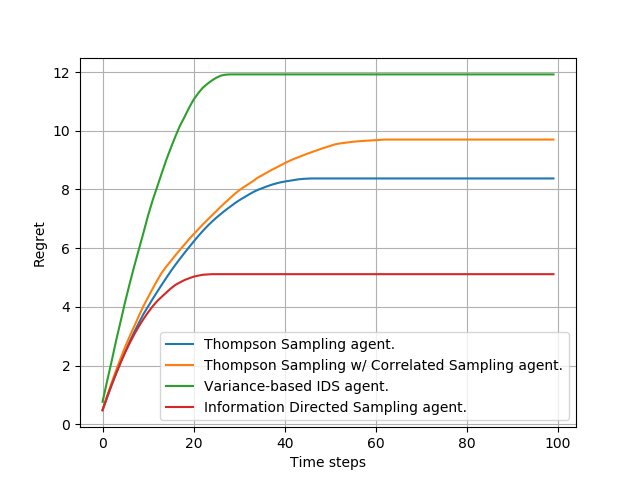 12
10
8
6
4
2
0
Regret
Thompson Sampling agent.
Thompson Sampling w/ Correlated Sampling agent.
Variance-based IDS agent.
Information Directed Sampling agent.
0 20 40 60 80 100
Time steps